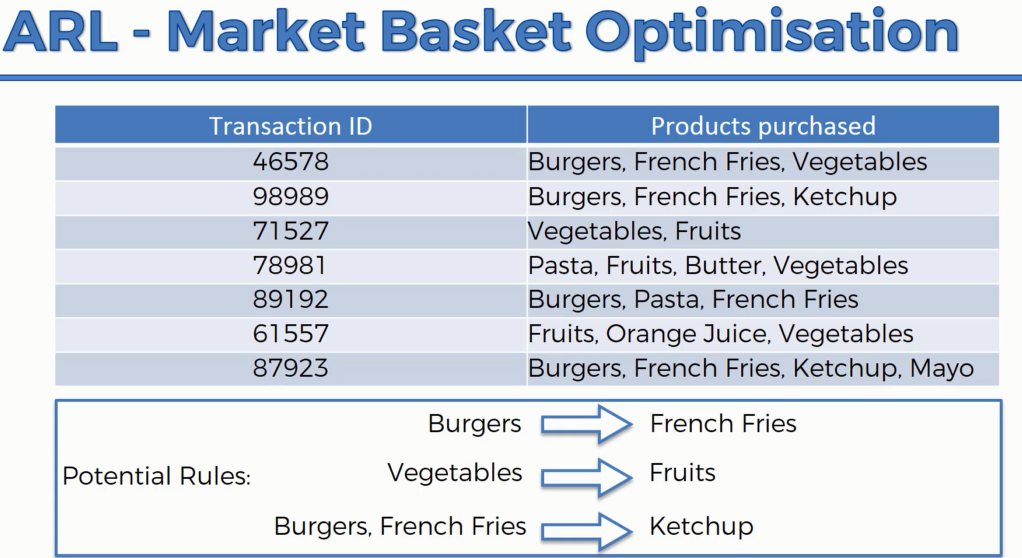 ARL - Market Basket Optimisation
Transaction ID Products purchased
46578 Burgers, French Fries, Vegetables
98989 Burgers, French Fries, Ketchup
71527 Vegetables, Fruits
78981 Pasta, Fruits, Butter, Vegetables
89192 Burgers, Pasta, French Fries
61557 Fruits, Orange Juice, Vegetables
87923 Burgers, French Fries, Ketchup, Mayo
Potential Rules:
Burgers French Fries
Vegetables Fruits
Burgers, French Fries Ketchup